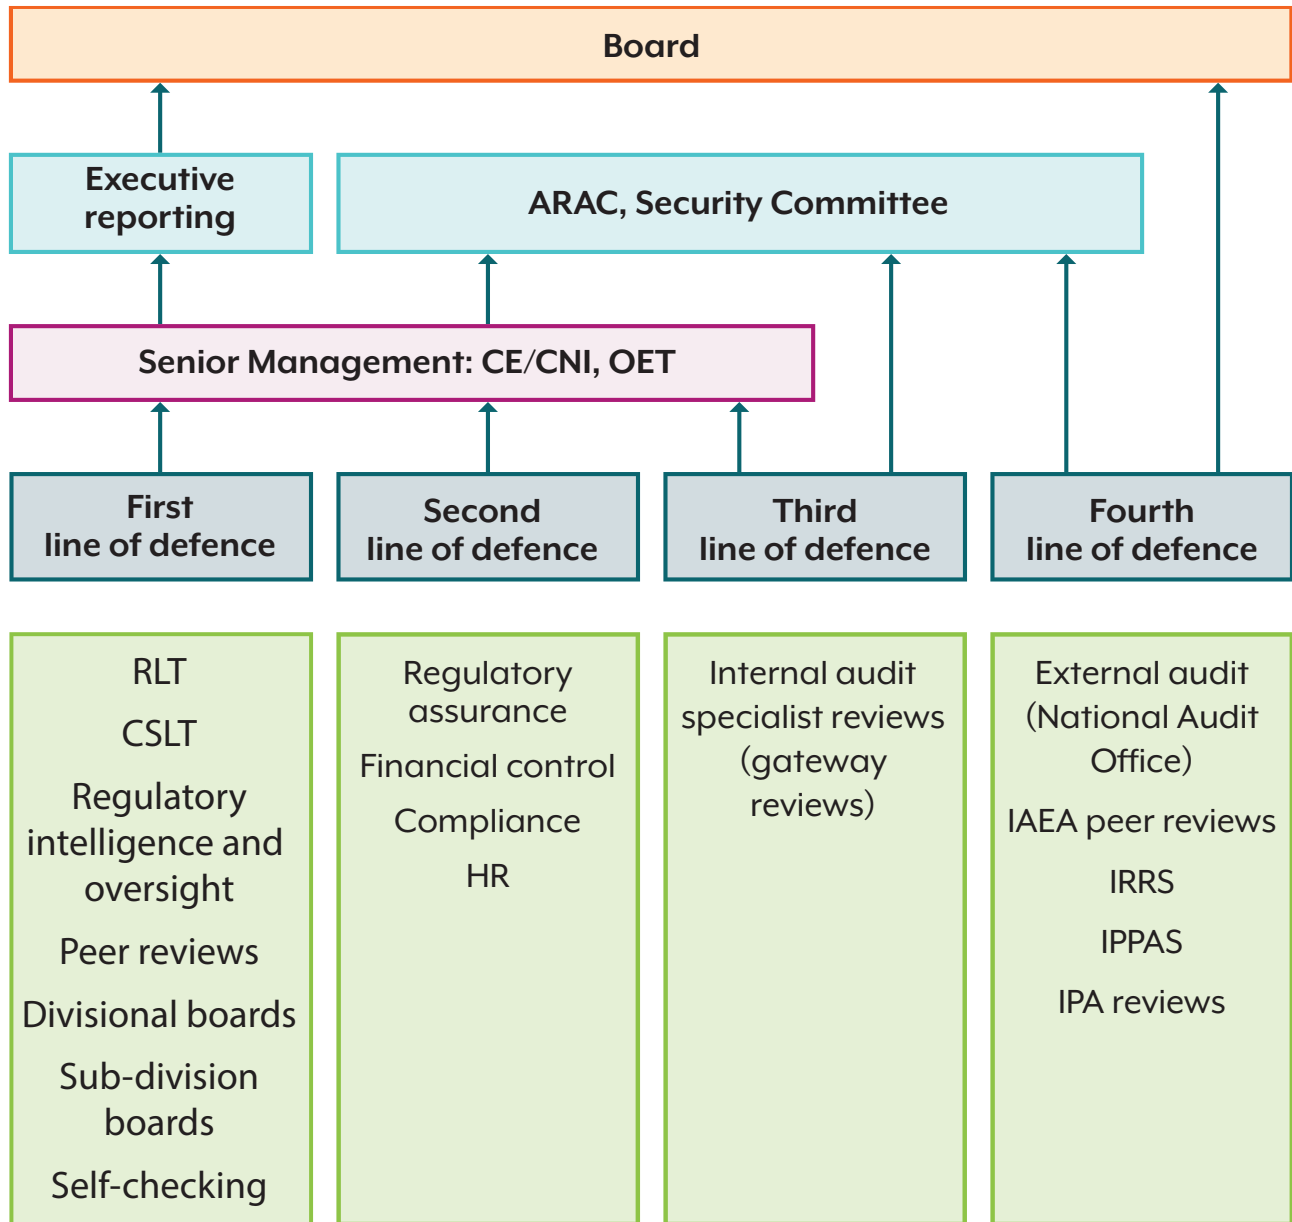 Board
Executive
reporting
ARAC, Security Committee
Senior Management: CE/CNI, OET
First
line of defence
Second
line of defence
Third
line of defence
Fourth
line of defence
RLT
CSLT
Regulatory
intelligence and
oversight
Peer reviews
Divisional boards
Sub-division
boards
Self-checking
Regulatory
assurance
Financial control
Compliance
HR
Internal audit
specialist reviews
(gateway
reviews)
External audit
(National Audit
Office)
IAEA peer reviews
IRRS
IPPAS
IPA reviews